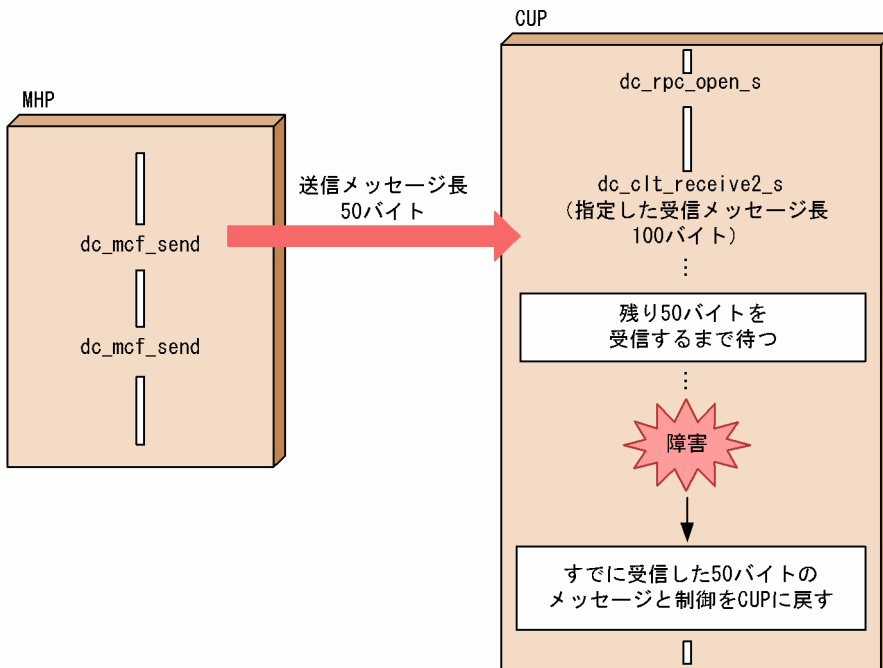 MHP
dc_mcf_send
dc_mcf_send
送信メッセージ長
50バイト
CUP
dc_rpc_open_s
dc_clt_receive2_s
（指定した受信メッセージ長
100バイト）
⋮
残り50バイトを
受信するまで待つ
⋮
障害
すでに受信した50バイトの
メッセージと制御をCUPに戻す